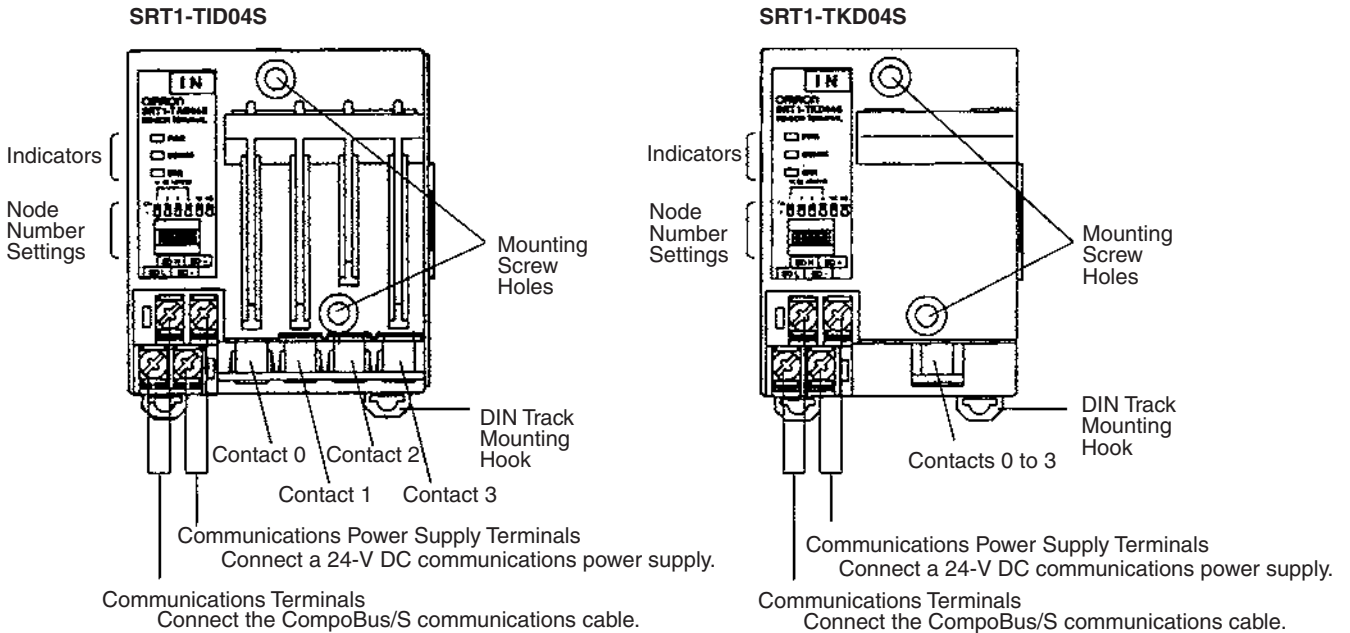 SRT1-TID04S
IN
OMRON
Indicators
Node
Number
Settings
Mounting
Screw
Holes
DIN Track
Mounting
Hook
Contact 0
Contact 2
Contact 1
Contact 3
Communications Power Supply Terminals
Connect a 24-V DC communications power supply.
Communications Terminals
Connect the CompoBus/S communications cable.
SRT1-TKD04S
IN
OMRON
Indicators
Node
Number
Settings
Mounting
Screw
Holes
DIN Track
Mounting
Hook
Contacts 0 to 3
Communications Power Supply Terminals
Connect a 24-V DC communications power supply.
Communications Terminals
Connect the CompoBus/S communications cable.